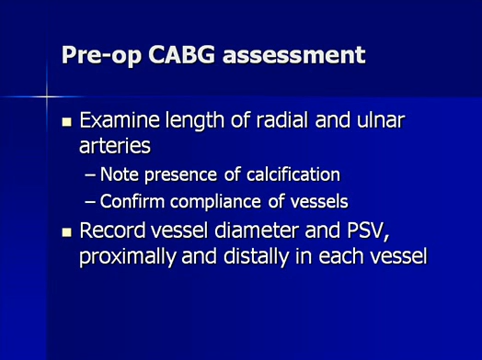 Pre-op CABG assessment
Examine length of radial and ulnar
arteries
– Note presence of calcification
– Confirm compliance of vessels
Record vessel diameter and PSV,
proximally and distally in each vessel